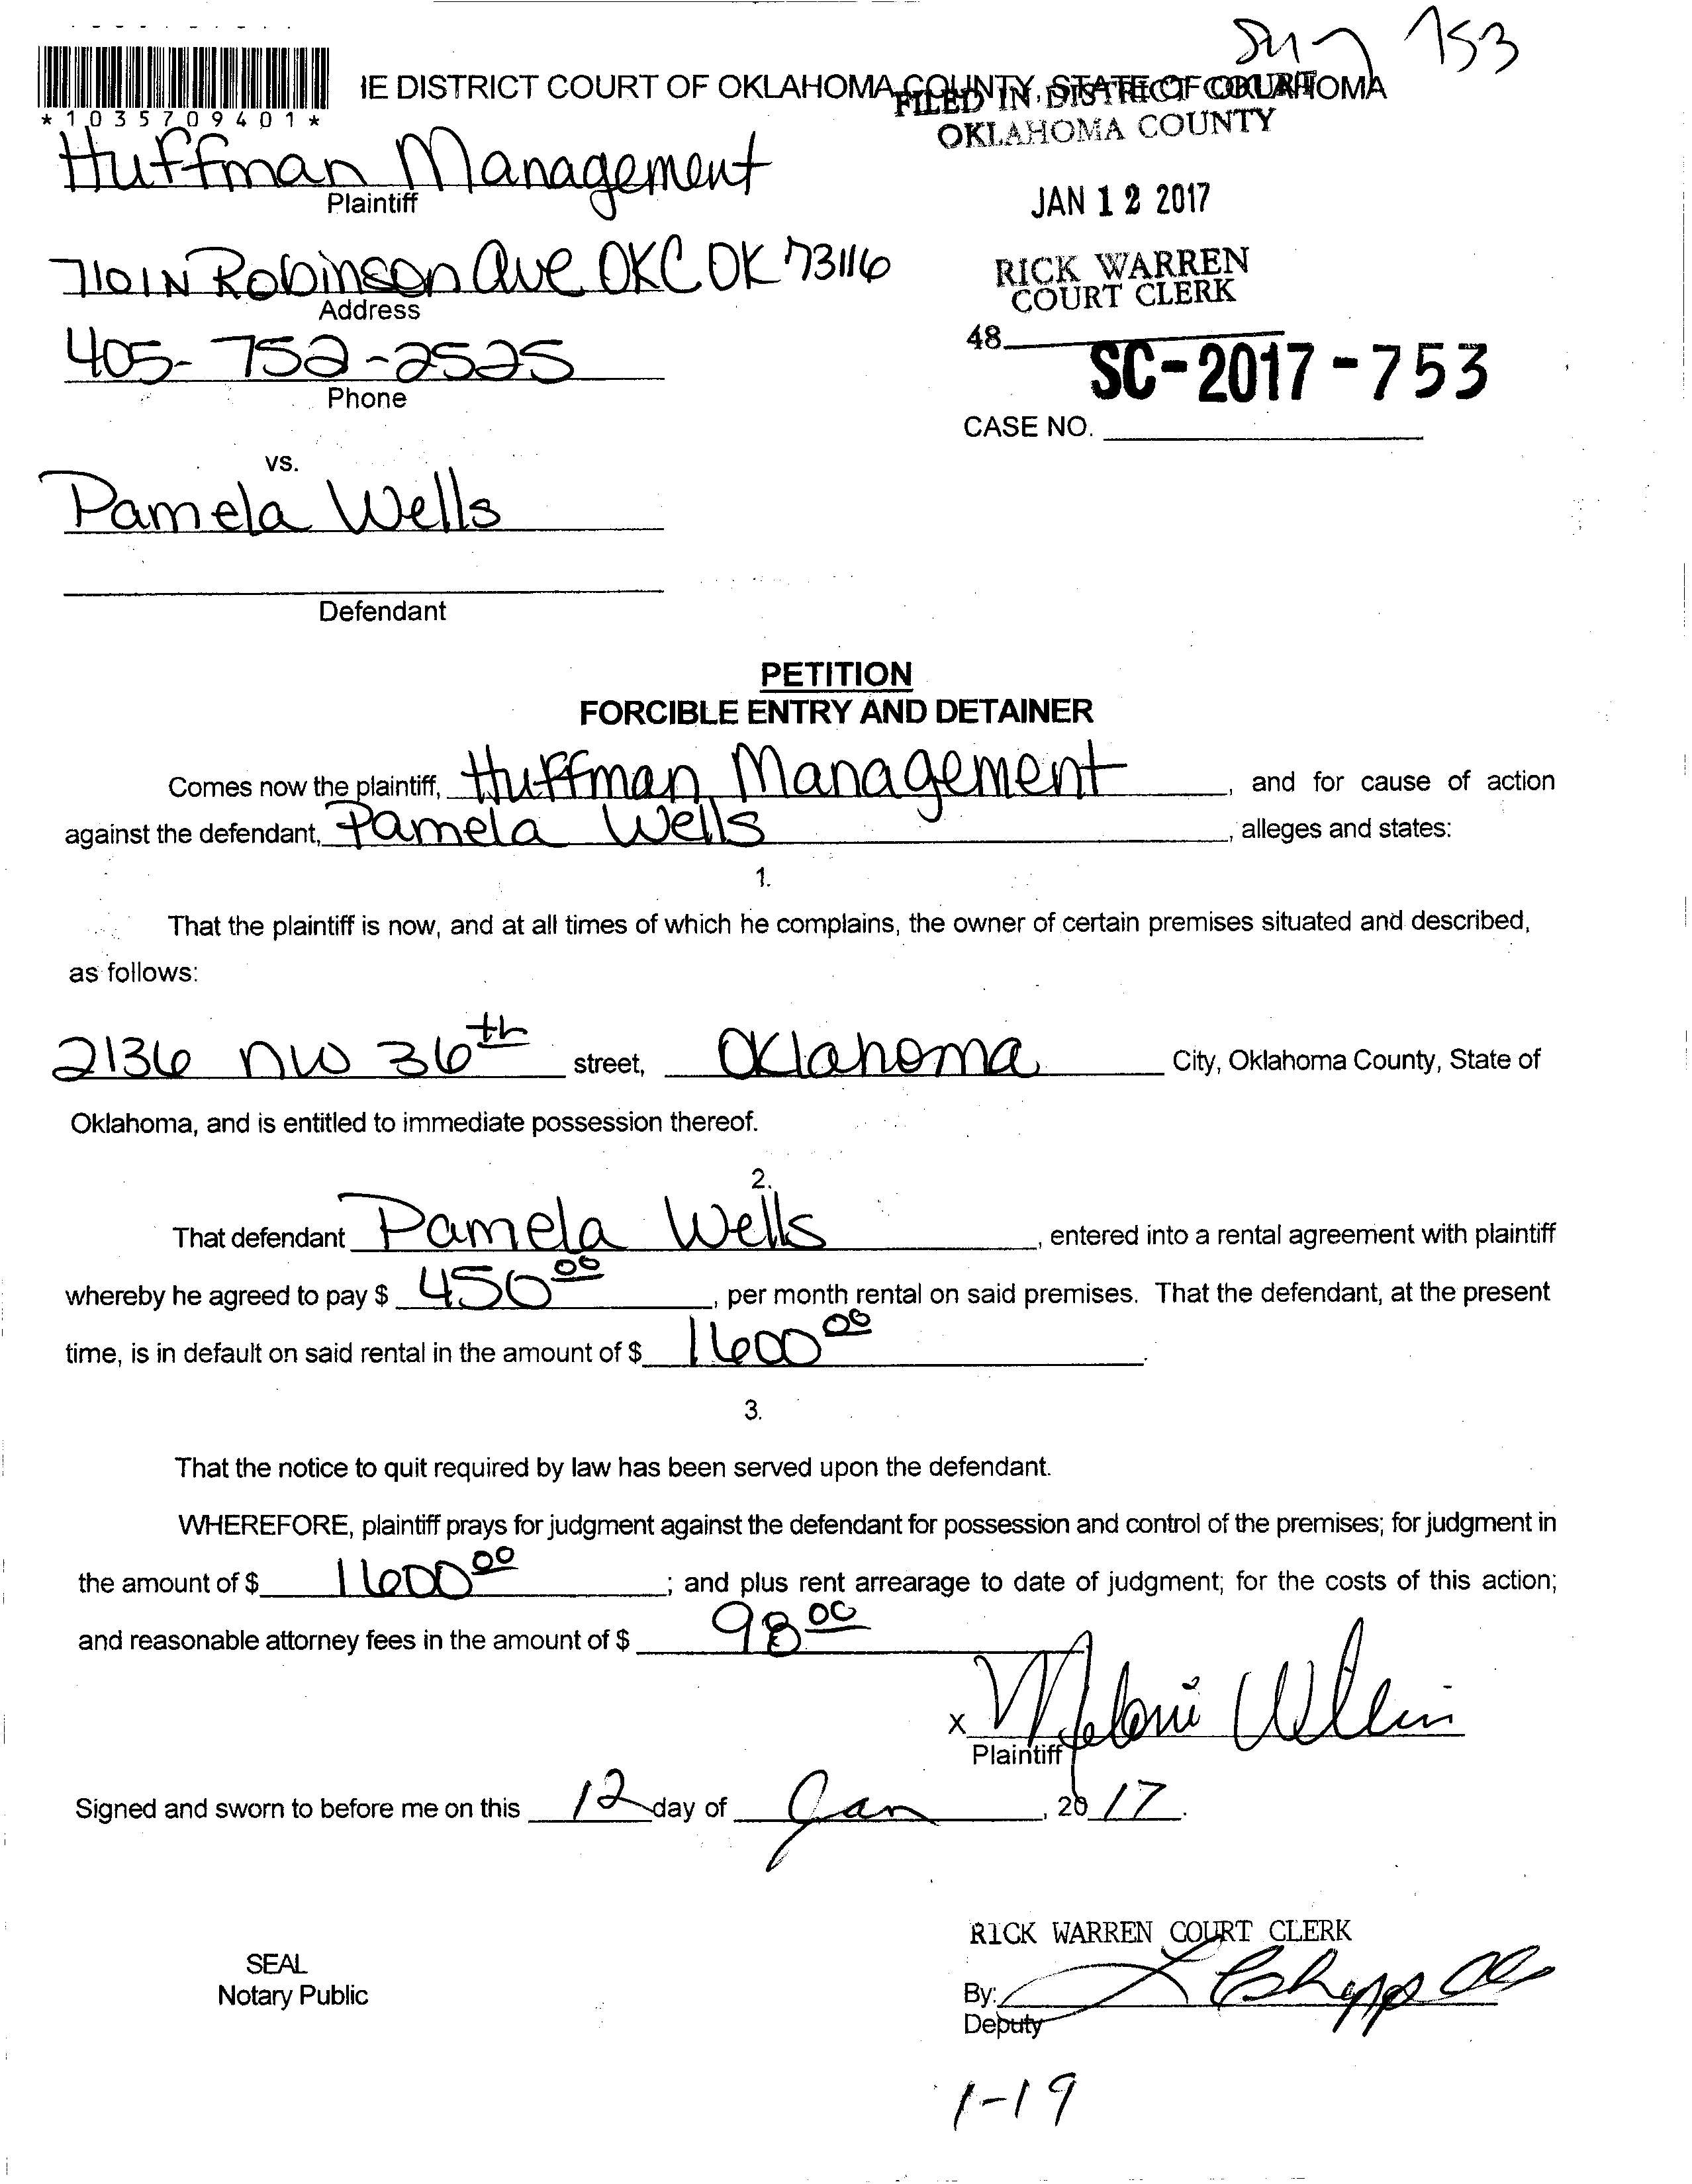 753
IE DISTRICT COURT OF OKLAHOMA COUNTY, STATE OF OKLAHOMA
FILED IN DISTRICT COURT
OKLAHOMA COUNTY
*1035709401*
Huffman Management
Plaintiff
JAN 12 2017
7101 N Robinson Ave OKC OK 73116
Address
RICK WARREN
COURT CLERK
405-752-2525
Phone
48
SC-2017-753
CASE NO.
vs.
Pamela Wells
Defendant
PETITION
FORCIBLE ENTRY AND DETAINER
Comes now the plaintiff, Huffman Management, and for cause of action
against the defendant, Pamela Wells, alleges and states:
1.
That the plaintiff is now, and at all times of which he complains, the owner of certain premises situated and described,
as follows:
2136 NW 36th street, Oklahoma City, Oklahoma County, State of
Oklahoma, and is entitled to immediate possession thereof.
2.
That defendant Pamela Wells, entered into a rental agreement with plaintiff
whereby he agreed to pay $ 450 00, per month rental on said premises. That the defendant, at the present
time, is in default on said rental in the amount of $ 1600 00.
3.
That the notice to quit required by law has been served upon the defendant.
WHEREFORE, plaintiff prays for judgment against the defendant for possession and control of the premises; for judgment in
the amount of $ 1600 00; and plus rent arrearage to date of judgment; for the costs of this action;
and reasonable attorney fees in the amount of $ 98 00
x
Plaintiff
Signed and sworn to before me on this 12 day of Jan, 20 17.
RICK WARREN COURT CLERK
SEAL
Notary Public
By:
Deputy
1-19